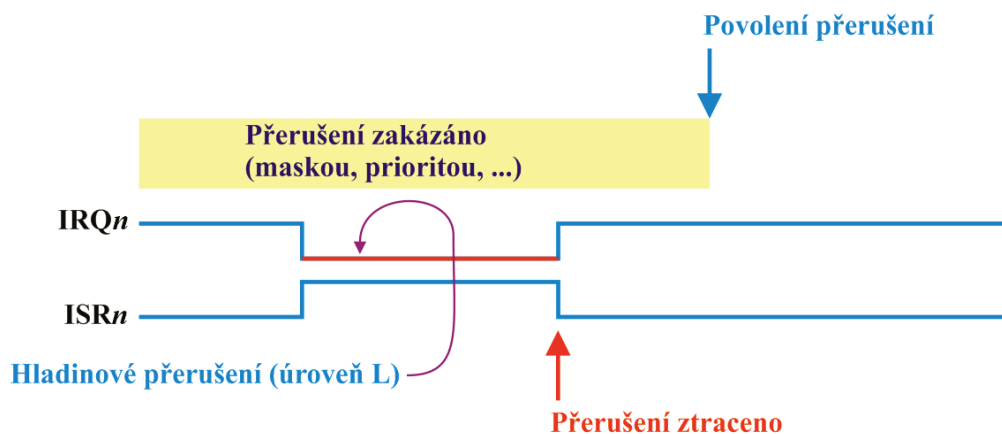 Povolení přerušení
Přerušení zakázáno
(maskou, prioritou, ...)
IRQn
ISRn
Hladinové přerušení (úroveň L)
Přerušení ztraceno